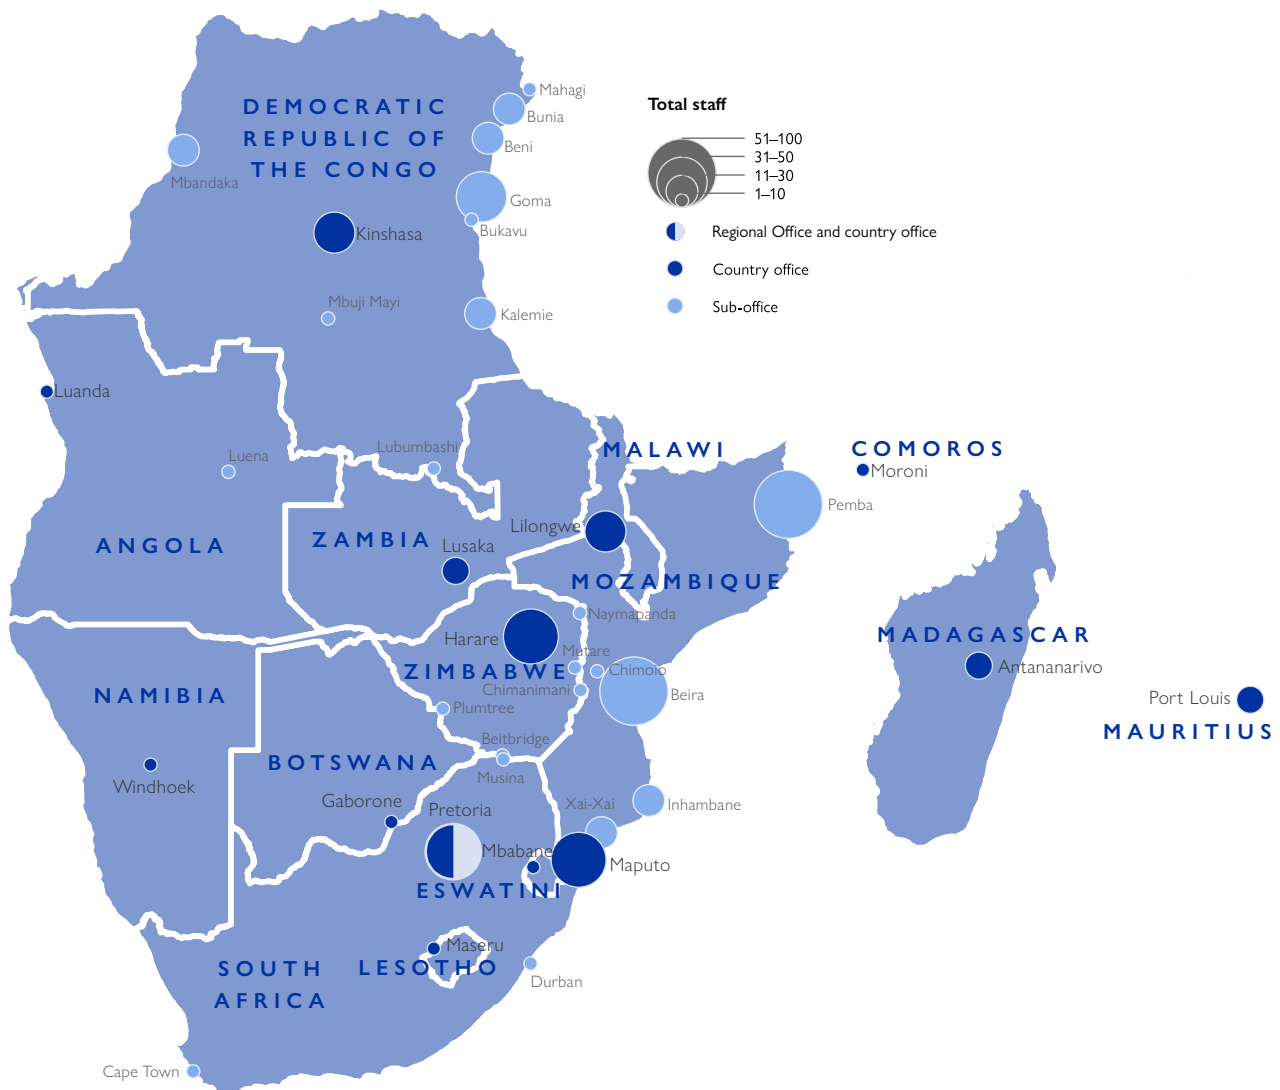 Mahagi
DEMOCRATIC
REPUBLIC OF
THE CONGO
Bunia
Beni
Mbandaka
Goma
Bukavu
Kinshasa
Mbuji Mayi
Kalemie
Total staff
51–100
31–50
11–30
1–10
Regional Office and country office
Country office
Sub-office
Luanda
Luena
Lubumbashi
MALAWI
COMOROS
Moroni
Pemba
ANGOLA
ZAMBIA
Lusaka
Lilongwe
MOZAMBIQUE
Naymapanda
Harare
Mutare
ZIMBABWE
Chimoio
Chimanimani
Beira
Plumtree
MADAGASCAR
Antananarivo
Port Louis
MAURITIUS
NAMIBIA
Windhoek
BOTSWANA
Beitbridge
Musina
Gaborone
Pretoria
Xai-Xai
Inhambane
Mbabane
Maputo
ESWATINI
Maseru
LESOTHO
SOUTH
AFRICA
Durban
Cape Town